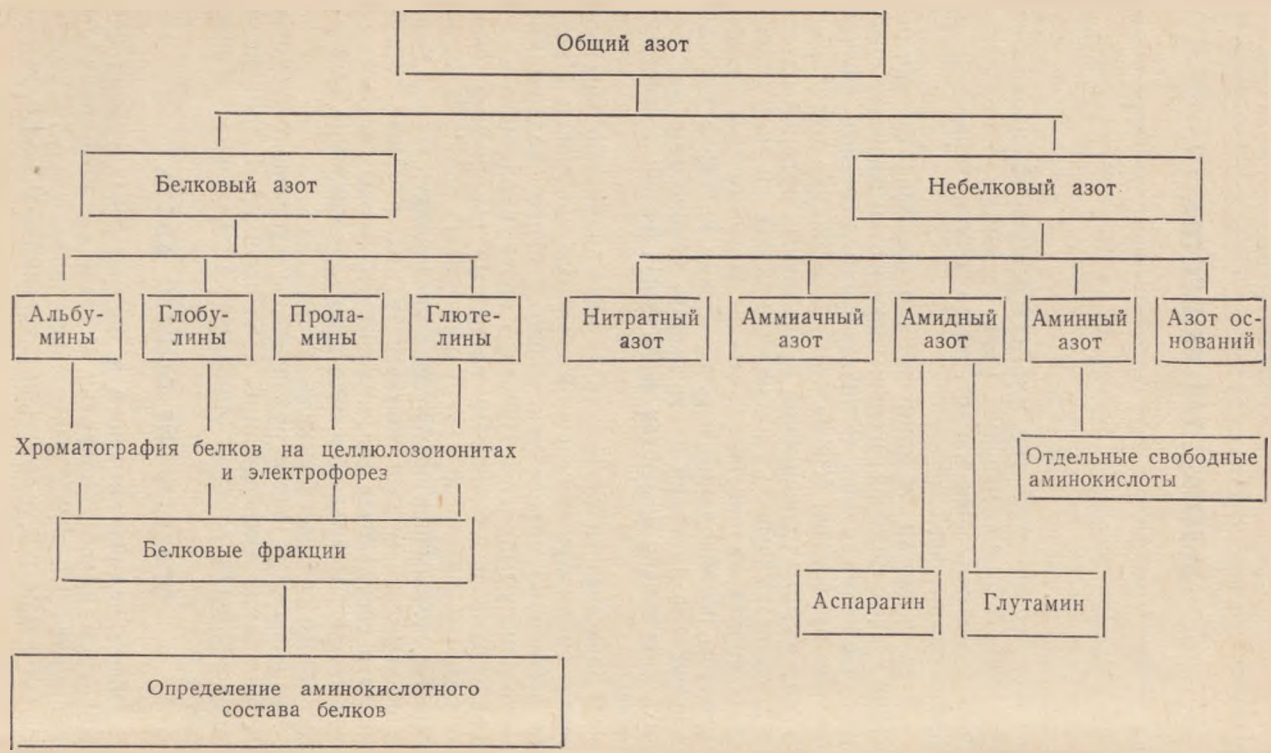 Общий азот
Белковый азот
Небелковый азот
Альбу-
мины
Глобу-
лины
Прола-
мины
Глюте-
лины
Нитратный
азот
Аммиачный
азот
Амидный
азот
Аминный
азот
Азот ос-
нований
Хроматография белков на целлюлозоионитах
и электрофорез
Отдельные свободные
аминокислоты
Белковые фракции
Аспарагин
Глутамин
Определение аминокислотного
состава белков